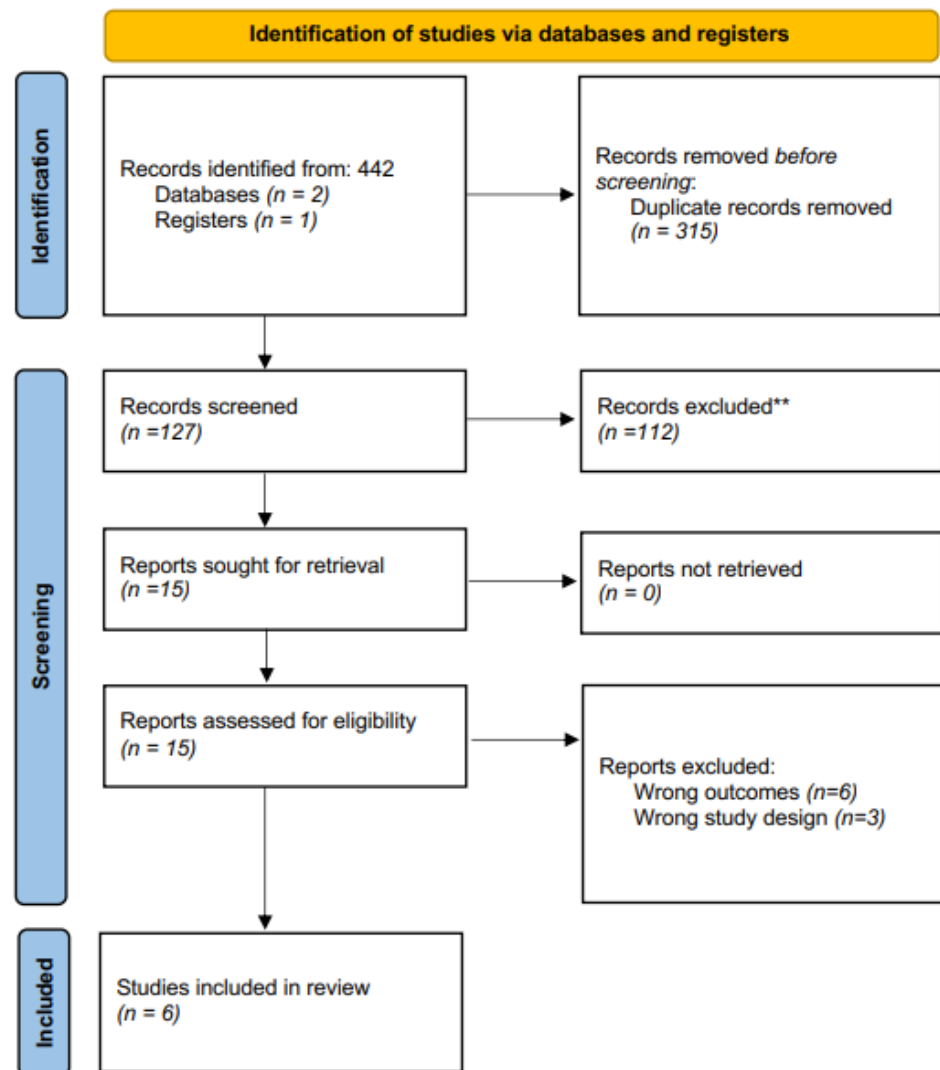 Identification of studies via databases and registers
Identification
Records identified from: 442
Databases (n = 2)
Registers (n = 1)
Records removed before
screening:
Duplicate records removed
(n = 315)
Screening
Records screened
(n =127)
Records excluded**
(n =112)
Reports sought for retrieval
(n =15)
Reports not retrieved
(n = 0)
Reports assessed for eligibility
(n = 15)
Reports excluded:
Wrong outcomes (n=6)
Wrong study design (n=3)
Included
Studies included in review
(n = 6)